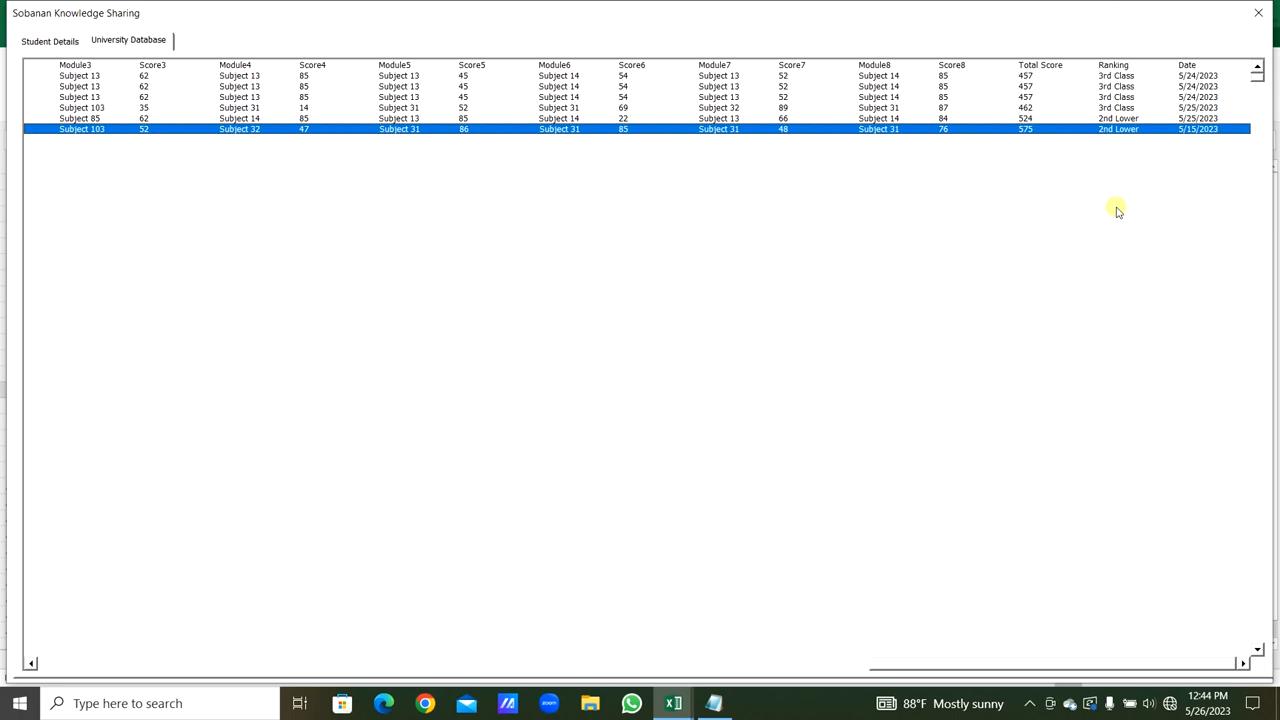 Sobanan Knowledge Sharing
Student Details University Database
Module3 Score3 Module4 Score4 Module5 Score5 Module6 Score6 Module7 Score7 Module8 Score8 Total Score Ranking Date
Subject 13 62 Subject 13 85 Subject 13 45 Subject 14 54 Subject 13 52 Subject 14 85 457 3rd Class 5/24/2023
Subject 13 62 Subject 13 85 Subject 13 45 Subject 14 54 Subject 13 52 Subject 14 85 457 3rd Class 5/24/2023
Subject 13 62 Subject 13 85 Subject 13 45 Subject 14 54 Subject 13 52 Subject 14 85 457 3rd Class 5/24/2023
Subject 103 35 Subject 31 14 Subject 31 52 Subject 31 69 Subject 32 89 Subject 31 87 462 3rd Class 5/25/2023
Subject 85 62 Subject 14 85 Subject 13 85 Subject 14 22 Subject 13 66 Subject 14 84 524 2nd Lower 5/25/2023
Subject 103 52 Subject 32 47 Subject 31 86 Subject 31 85 Subject 31 48 Subject 31 76 575 2nd Lower 5/15/2023
Type here to search
zoom
88°F Mostly sunny
12:44 PM
5/26/2023